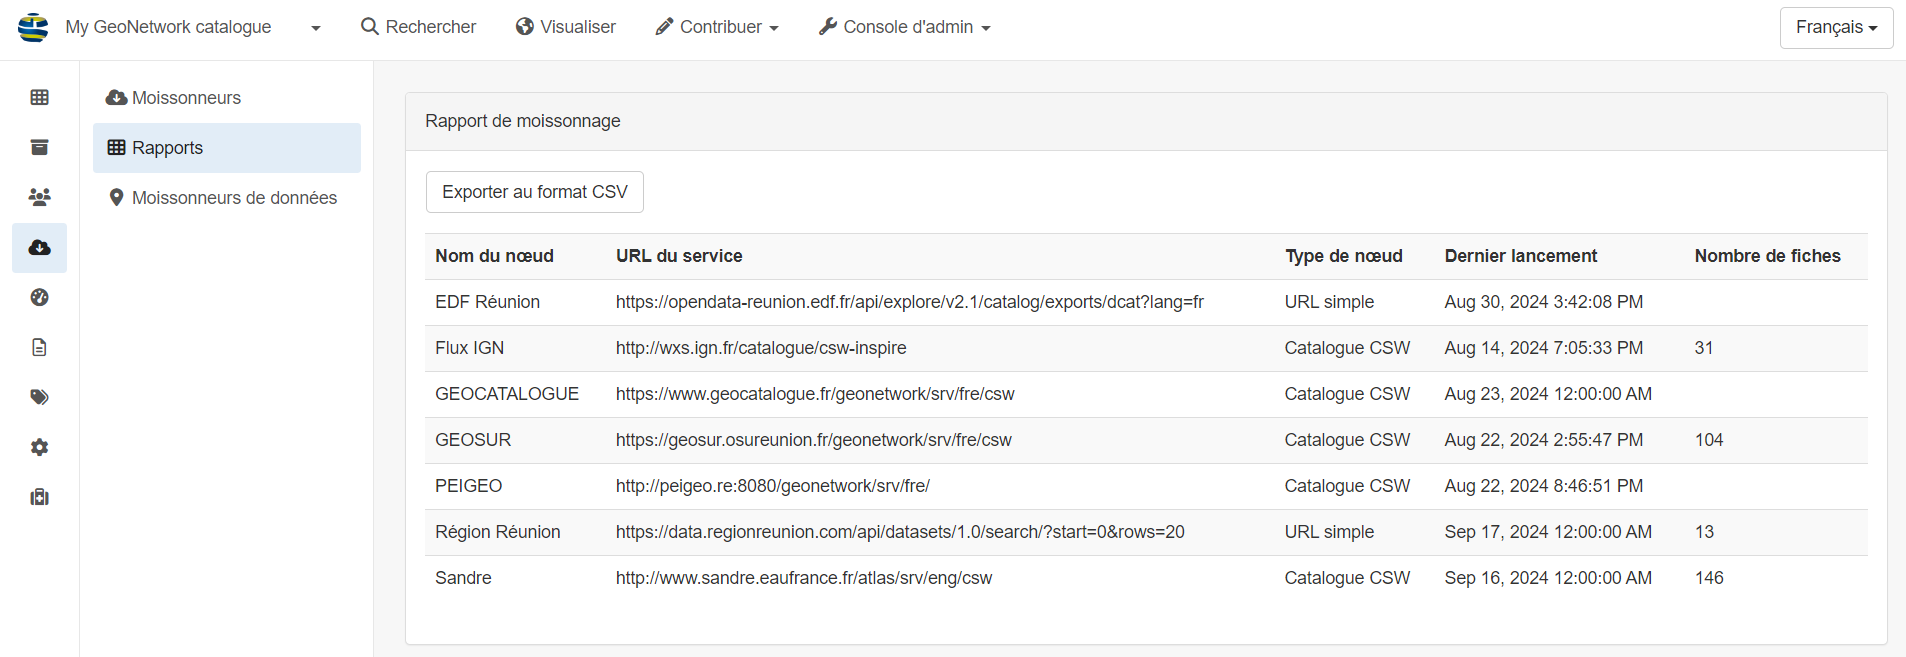 My GeoNetwork catalogue Rechercher Visualiser Contribuer Console d'admin Français
Moissonneurs
Rapports
Moissonneurs de données
Rapport de moissonnage
Exporter au format CSV
Nom du nœud URL du service Type de nœud Dernier lancement Nombre de fiches
EDF Réunion https://opendata-reunion.edf.fr/api/explore/v2.1/catalog/exports/dcat?lang=fr URL simple Aug 30, 2024 3:42:08 PM
Flux IGN http://wxs.ign.fr/catalogue/csw-inspire Catalogue CSW Aug 14, 2024 7:05:33 PM 31
GEOCATALOGUE https://www.geocatalogue.fr/geonetwork/srv/fre/csw Catalogue CSW Aug 23, 2024 12:00:00 AM
GEOSUR https://geosur.osureunion.fr/geonetwork/srv/fre/csw Catalogue CSW Aug 22, 2024 2:55:47 PM 104
PEIGEO http://peigeo.re:8080/geonetwork/srv/fre/ Catalogue CSW Aug 22, 2024 8:46:51 PM
Région Réunion https://data.regionreunion.com/api/datasets/1.0/search/?start=0&rows=20 URL simple Sep 17, 2024 12:00:00 AM 13
Sandre http://www.sandre.eaufrance.fr/atlas/srv/eng/csw Catalogue CSW Sep 16, 2024 12:00:00 AM 146